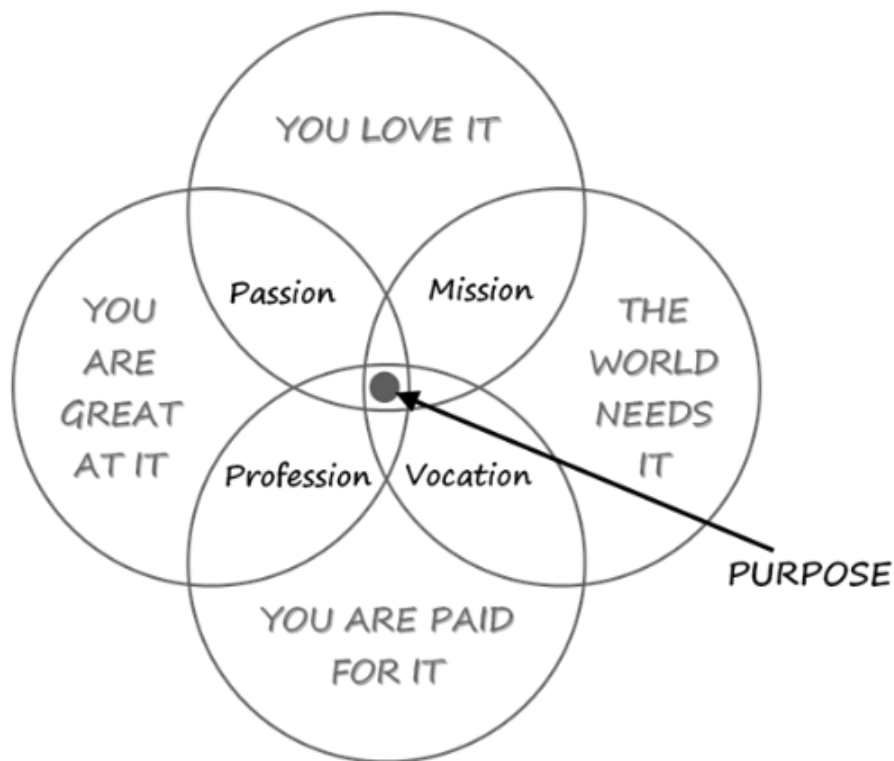 YOU LOVE IT
Passion
Mission
YOU
ARE
GREAT
AT IT
THE
WORLD
NEEDS
IT
Profession
Vocation
PURPOSE
YOU ARE PAID
FOR IT